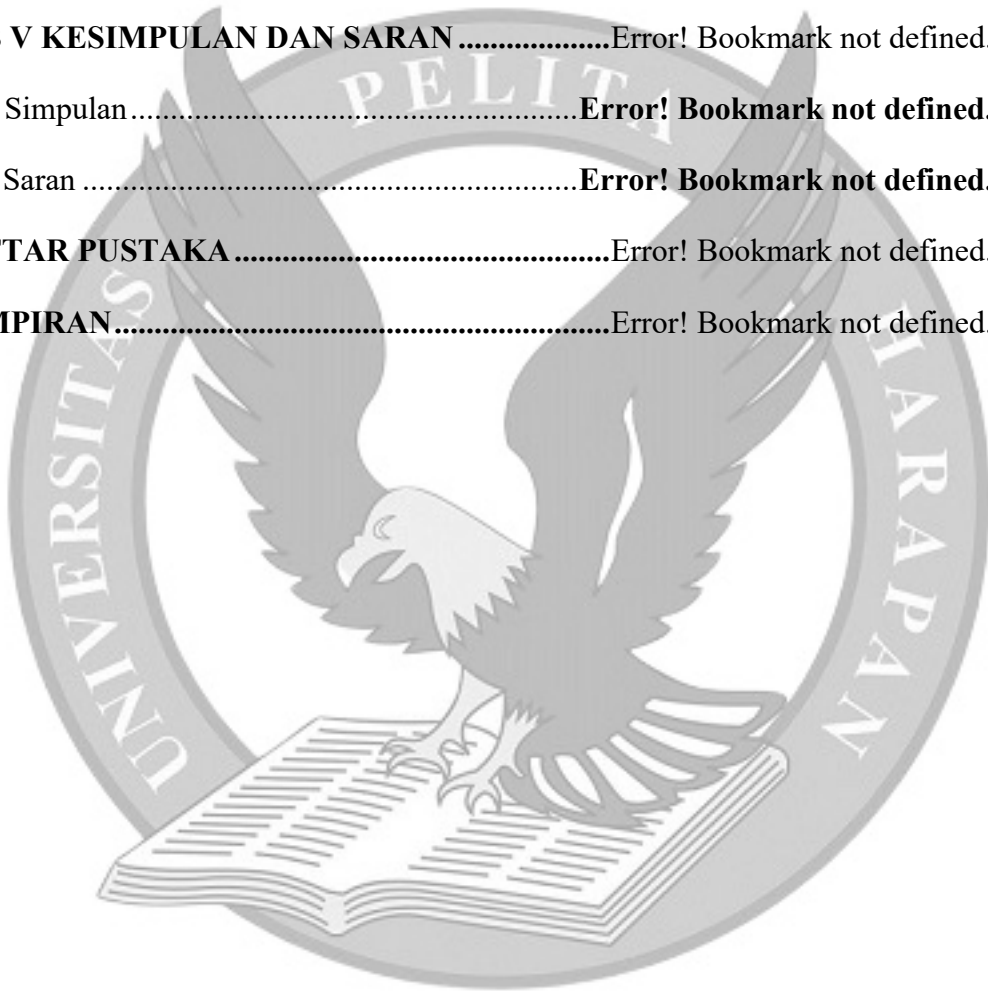 V KESIMPULAN DAN SARAN ...................Error! Bookmark not defined.
Simpulan.........................................................Error! Bookmark not defined.
Saran ...............................................................Error! Bookmark not defined.
TAR PUSTAKA................................................Error! Bookmark not defined.
MPIRAN...............................................................Error! Bookmark not defined.
UNIVERSITAS PELITA HARAPAN